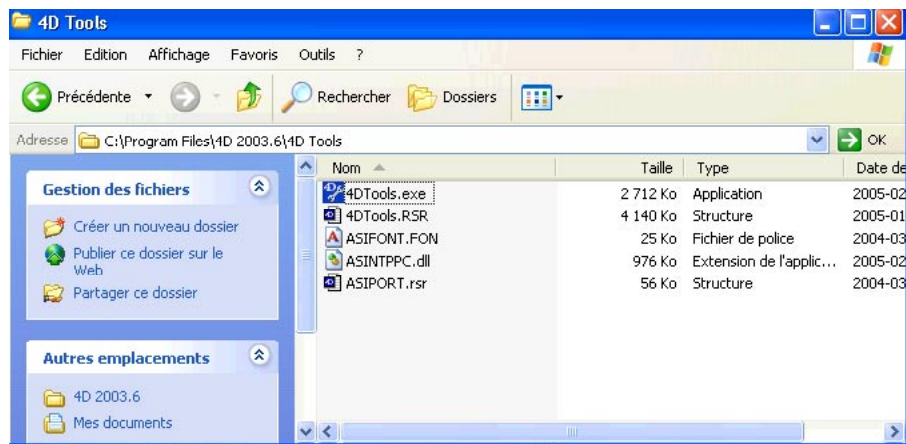 4D Tools
Fichier Edition Affichage Favoris Outils ?
Précédente Rechercher Dossiers
Adresse C:\Program Files\4D 2003.6\4D Tools OK
Gestion des fichiers
Créer un nouveau dossier
Publier ce dossier sur le
Web
Partager ce dossier
Autres emplacements
4D 2003.6
Mes documents
Nom Taille Type Date de
4DTools.exe 2 712 Ko Application 2005-02
4DTools.RSR 4 140 Ko Structure 2005-01
ASIFONT.FON 25 Ko Fichier de police 2004-03
ASINTPPC.dll 976 Ko Extension de l'applic... 2005-02
ASIPORT.rsr 56 Ko Structure 2004-03